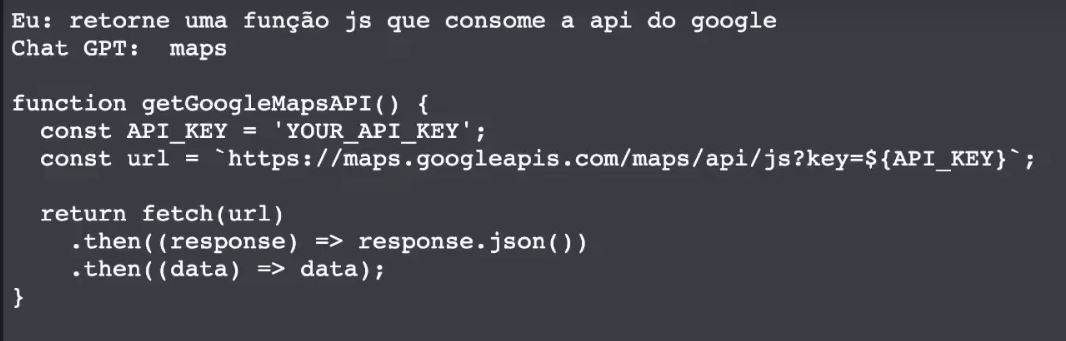 Eu: retorne uma função js que consome a api do google
Chat GPT:  maps

function getGoogleMapsAPI() {
  const API_KEY = 'YOUR_API_KEY';
  const url = `https://maps.googleapis.com/maps/api/js?key=${API_KEY}`;

  return fetch(url)
    .then((response) => response.json())
    .then((data) => data);
}